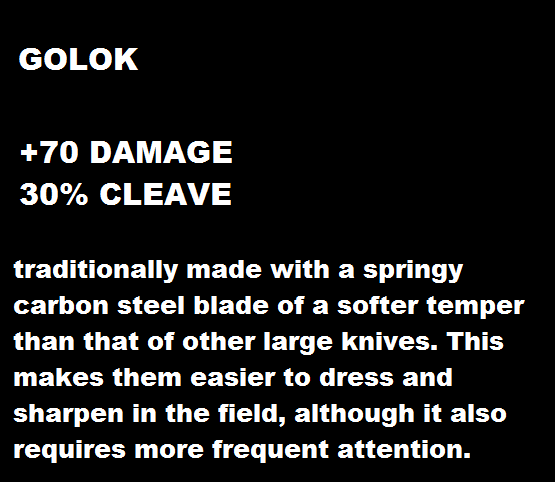 GOLOK
+70 DAMAGE
30% CLEAVE
traditionally made with a springy
carbon steel blade of a softer temper
than that of other large knives. This
makes them easier to dress and
sharpen in the field, although it also
requires more frequent attention.